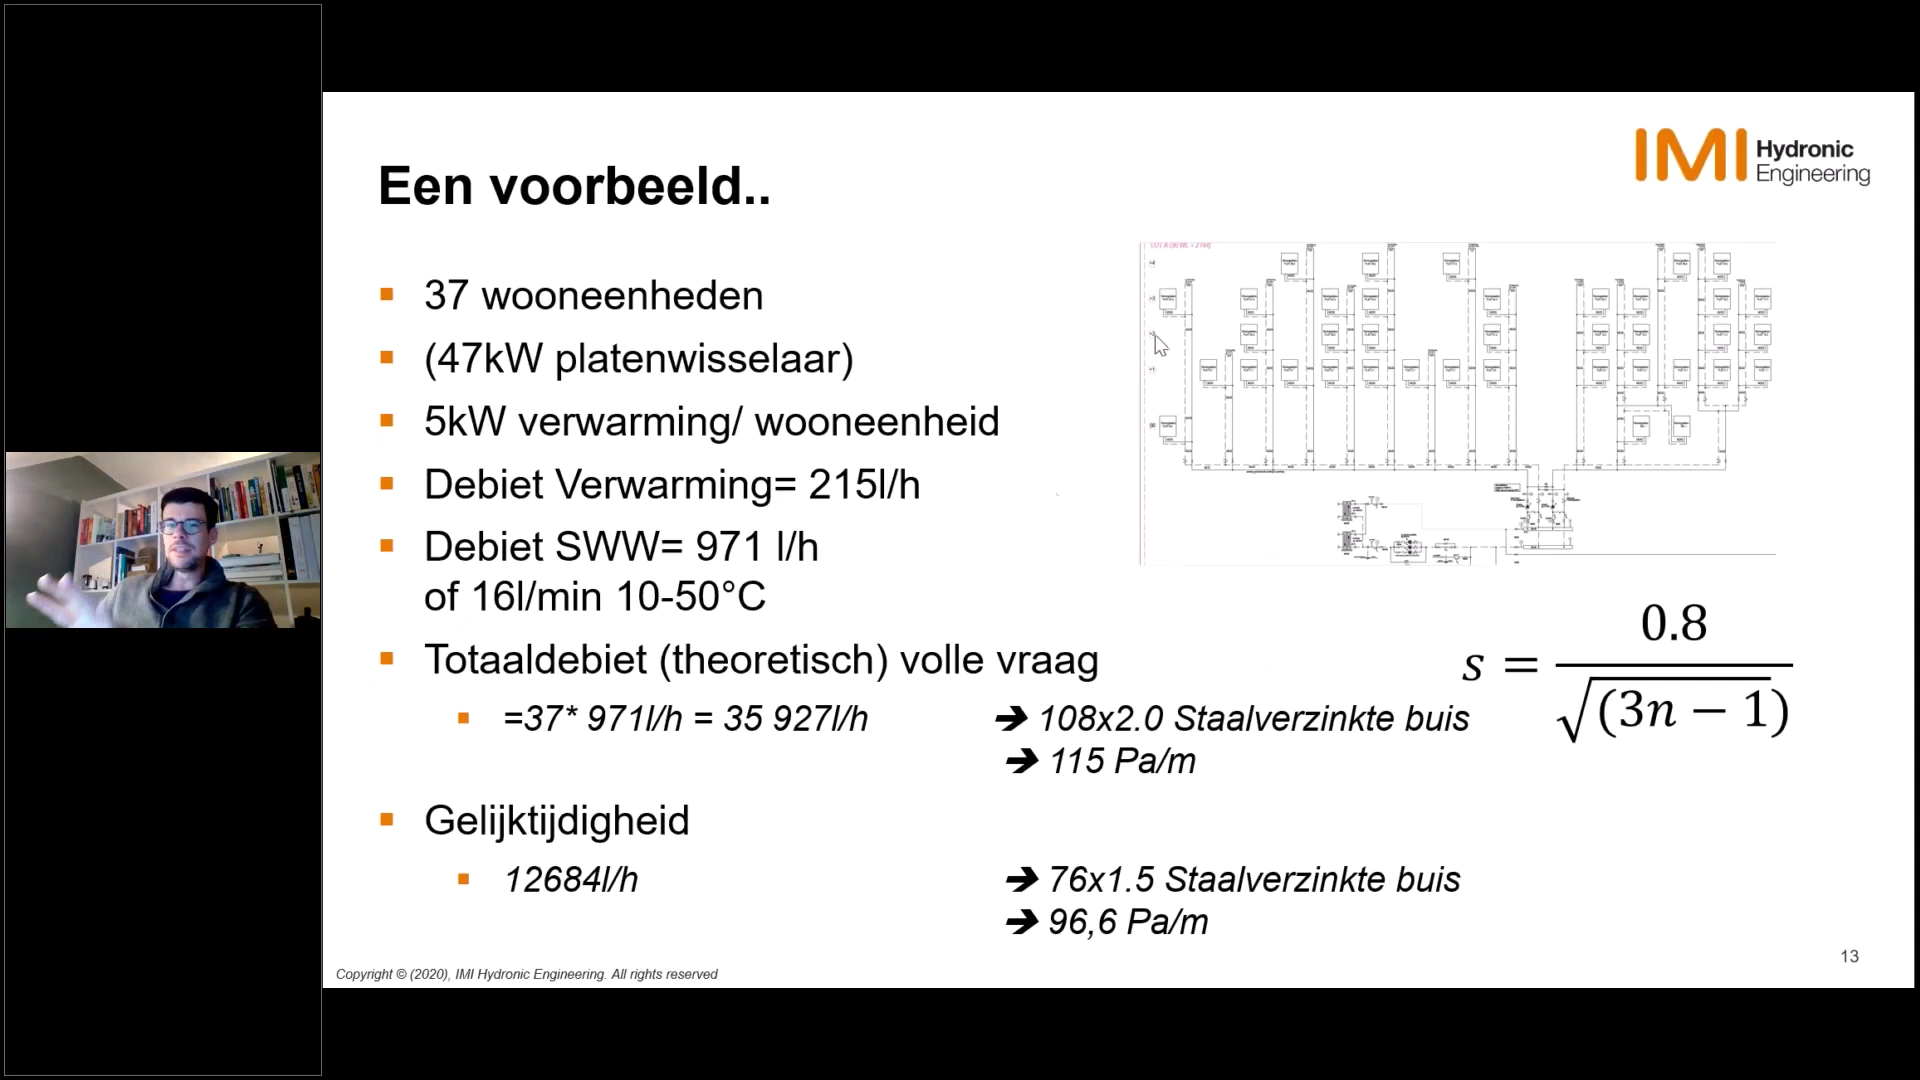 Een voorbeeld..
IMI Hydronic
Engineering
37 wooneenheden
(47kW platenwisselaar)
5kW verwarming/ wooneenheid
Debiet Verwarming= 215l/h
Debiet SWW= 971 l/h
of 16l/min 10-50°C
Totaaldebiet (theoretisch) volle vraag
=37* 971l/h = 35 927l/h ➔ 108x2.0 Staalverzinkte buis
➔ 115 Pa/m
s = 0.8 / √(3n − 1)
Gelijktijdigheid
12684l/h ➔ 76x1.5 Staalverzinkte buis
➔ 96,6 Pa/m
13
Copyright © (2020), IMI Hydronic Engineering. All rights reserved